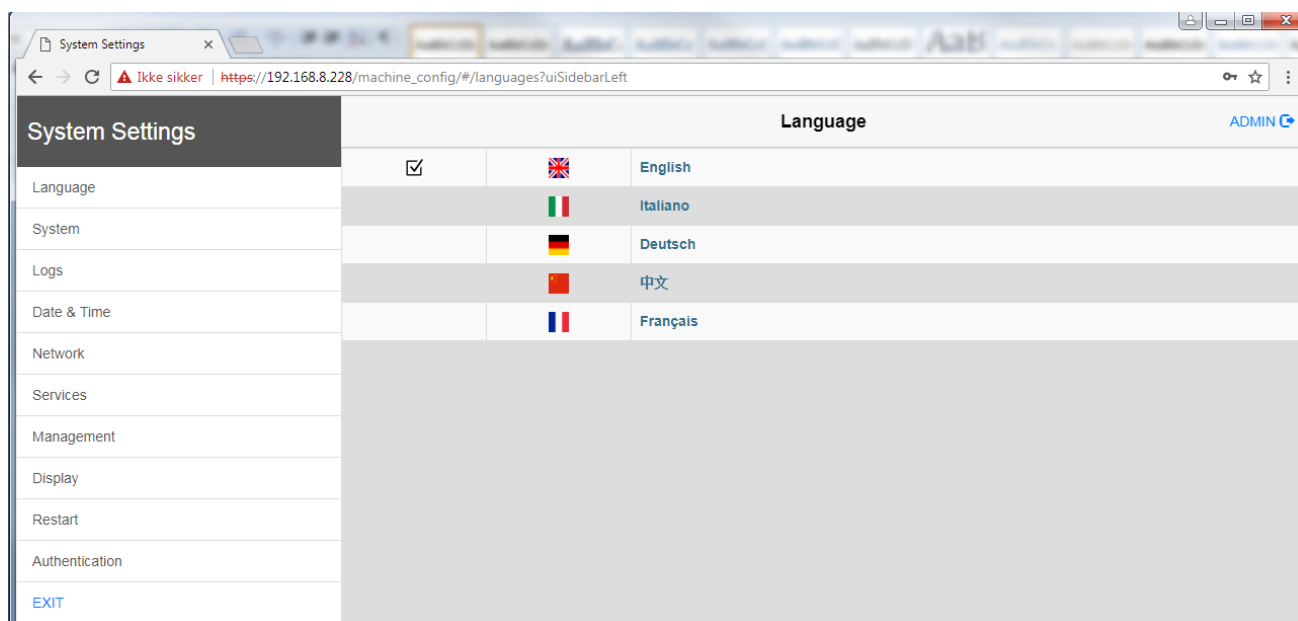 System Settings
Ikke sikker | https://192.168.8.228/machine_config/#/languages?uiSidebarLeft
System Settings
Language
ADMIN
Language
System
Logs
Date & Time
Network
Services
Management
Display
Restart
Authentication
EXIT
English
Italiano
Deutsch
中文
Français